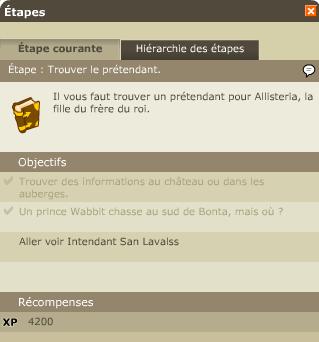 Étapes
Étape courante
Hiérarchie des étapes
Étape : Trouver le prétendant.
Il vous faut trouver un prétendant pour Allisteria, la
fille du frère du roi.
Objectifs
Trouver des informations au château ou dans les
auberges.
Un prince Wabbit chasse au sud de Bonta, mais où ?
Aller voir Intendant San Lavalss
Récompenses
XP 4200